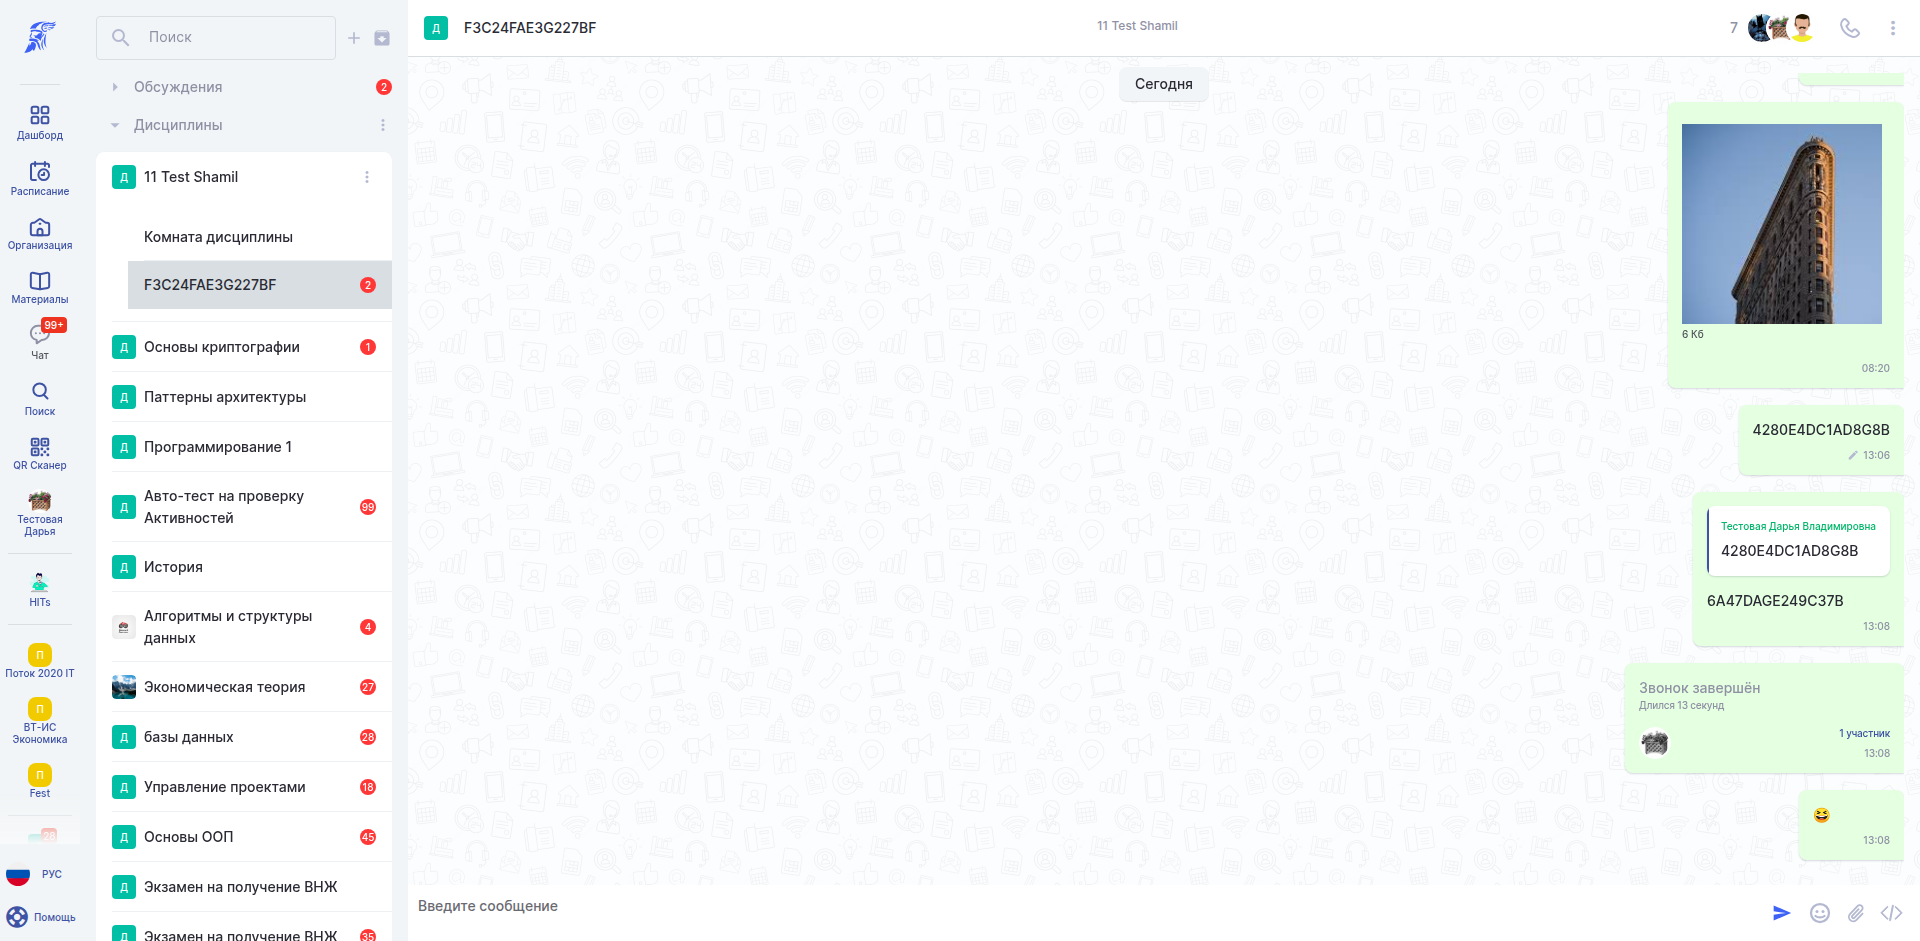 Дашборд
Расписание
Организация
Материалы
99+
Чат
Поиск
QR Сканер
Тестовая
Дарья
HITs
П
Поток 2020 IT
П
ВТ-ИС
Экономика
П
Fest
28
РУС
Помощь
Поиск
Обсуждения
2
Дисциплины
Д
11 Test Shamil
Комната дисциплины
F3C24FAE3G227BF
2
Д
Основы криптографии
1
Д
Паттерны архитектуры
Д
Программирование 1
Д
Авто-тест на проверку
Активностей
99
Д
История
Алгоритмы и структуры
данных
4
Экономическая теория
27
Д
базы данных
28
Д
Управление проектами
18
Д
Основы ООП
45
Д
Экзамен на получение ВНЖ
Д
Экзамен на получение ВНЖ
35
Д
F3C24FAE3G227BF
11 Test Shamil
7
Сегодня
6 Кб
08:20
4280E4DC1AD8G8B
13:06
Тестовая Дарья Владимировна
4280E4DC1AD8G8B
6A47DAGE249C37B
13:08
Звонок завершён
Длился 13 секунд
1 участник
13:08
13:08
Введите сообщение